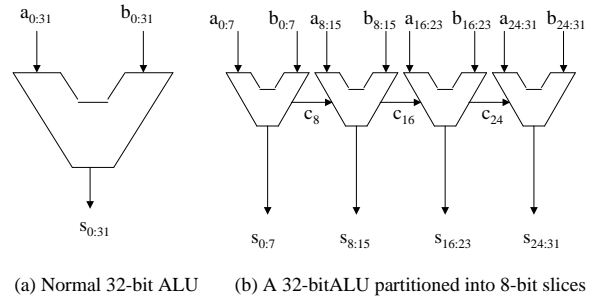 a0:31 b0:31 a0:7 b0:7 a8:15 b8:15 a16:23 b16:23 a24:31 b24:31
c8 c16 c24
s0:31 s0:7 s8:15 s16:23 s24:31
(a) Normal 32-bit ALU (b) A 32-bitALU partitioned into 8-bit slices